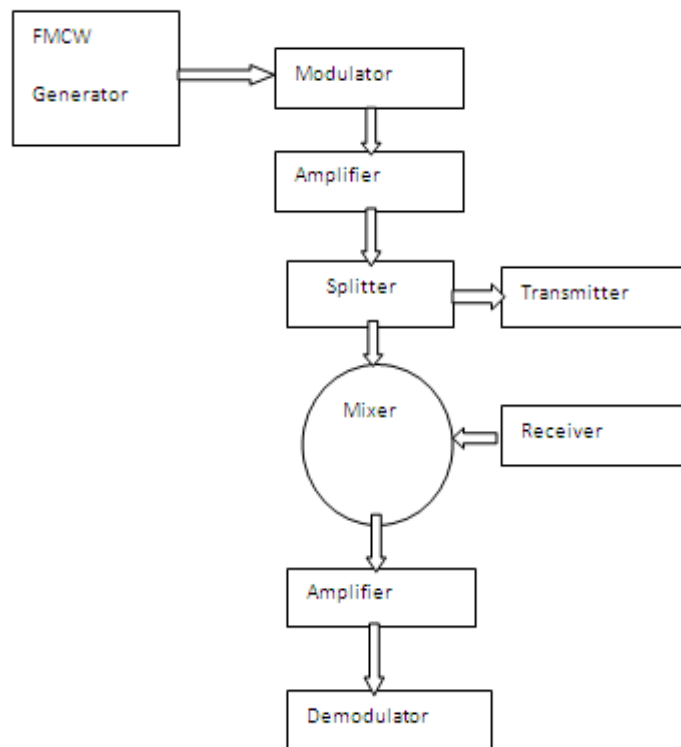 FMCW
Generator
Modulator
Amplifier
Splitter
Transmitter
Mixer
Receiver
Amplifier
Demodulator